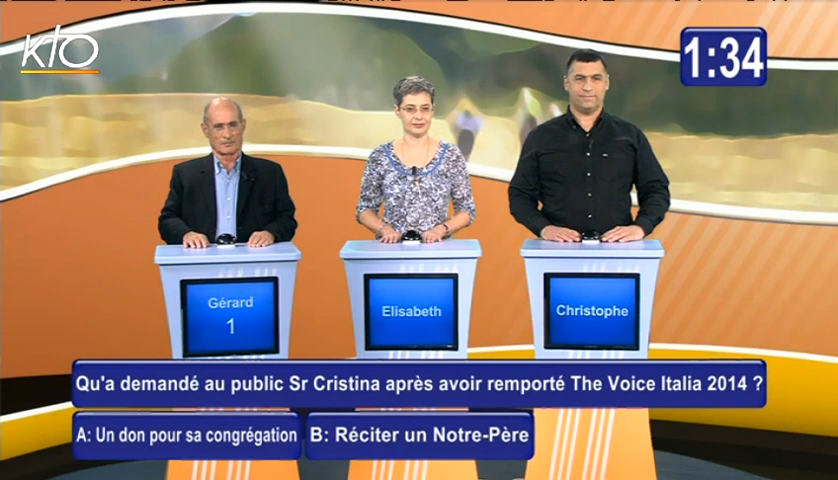 KTO
1:34
Gérard
1
Elisabeth
Christophe
Qu'a demandé au public Sr Cristina après avoir remporté The Voice Italia 2014 ?
A: Un don pour sa congrégation
B: Réciter un Notre-Père